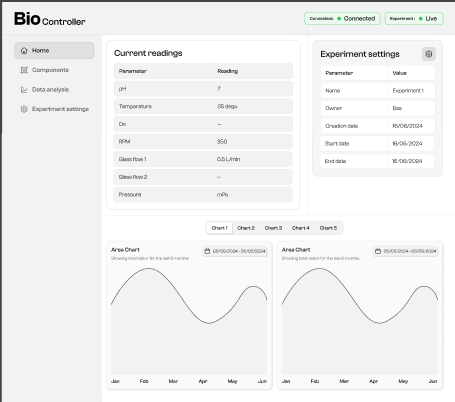 Bio Controller
Connection: Connected
Experiment: Live
Home
Components
Data analysis
Experiment settings
Current readings
Parameter Reading
pH 7
Temparature 35 degu
Do --
RPM 350
Glass flow 1 0.5 L/min
Glass flow 2 --
Pressure mPa
Experiment settings
Parameter Value
Name Experiment 1
Owner Bas
Creation date 16/06/2024
Start date 16/06/2024
End date 16/06/2024
Chart 1 Chart 2 Chart 3 Chart 4 Chart 5
Area Chart
05/05/2024-05/05/2024
Showing total visitor for the last 6 months
Jan Feb Mar Apr May Jun
Area Chart
05/05/2024-05/05/2024
Showing total visitor for the last 6 months
Jan Feb Mar Apr May Jun